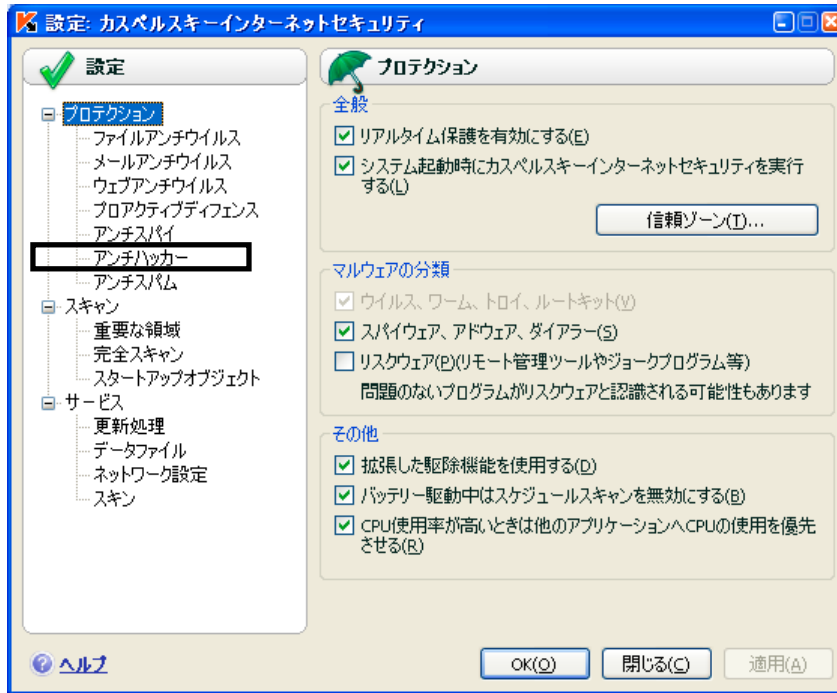 設定: カスペルスキーインターネットセキュリティ
設定
プロテクション
ファイルアンチウイルス
メールアンチウイルス
ウェブアンチウイルス
プロアクティブディフェンス
アンチスパイ
アンチハッカー
アンチスパム
スキャン
重要な領域
完全スキャン
スタートアップオブジェクト
サービス
更新処理
データファイル
ネットワーク設定
スキン
プロテクション
全般
リアルタイム保護を有効にする(E)
システム起動時にカスペルスキーインターネットセキュリティを実行
する(L)
信頼ゾーン(T)...
マルウェアの分類
ウイルス、ワーム、トロイ、ルートキット(V)
スパイウェア、アドウェア、ダイアラー(S)
リスクウェア(P)(リモート管理ツールやジョークプログラム等)
問題のないプログラムがリスクウェアと認識される可能性もあります
その他
拡張した駆除機能を使用する(D)
バッテリー駆動中はスケジュールスキャンを無効にする(B)
CPU使用率が高いときは他のアプリケーションへCPUの使用を優先
させる(R)
ヘルプ
OK(O)
閉じる(C)
適用(A)